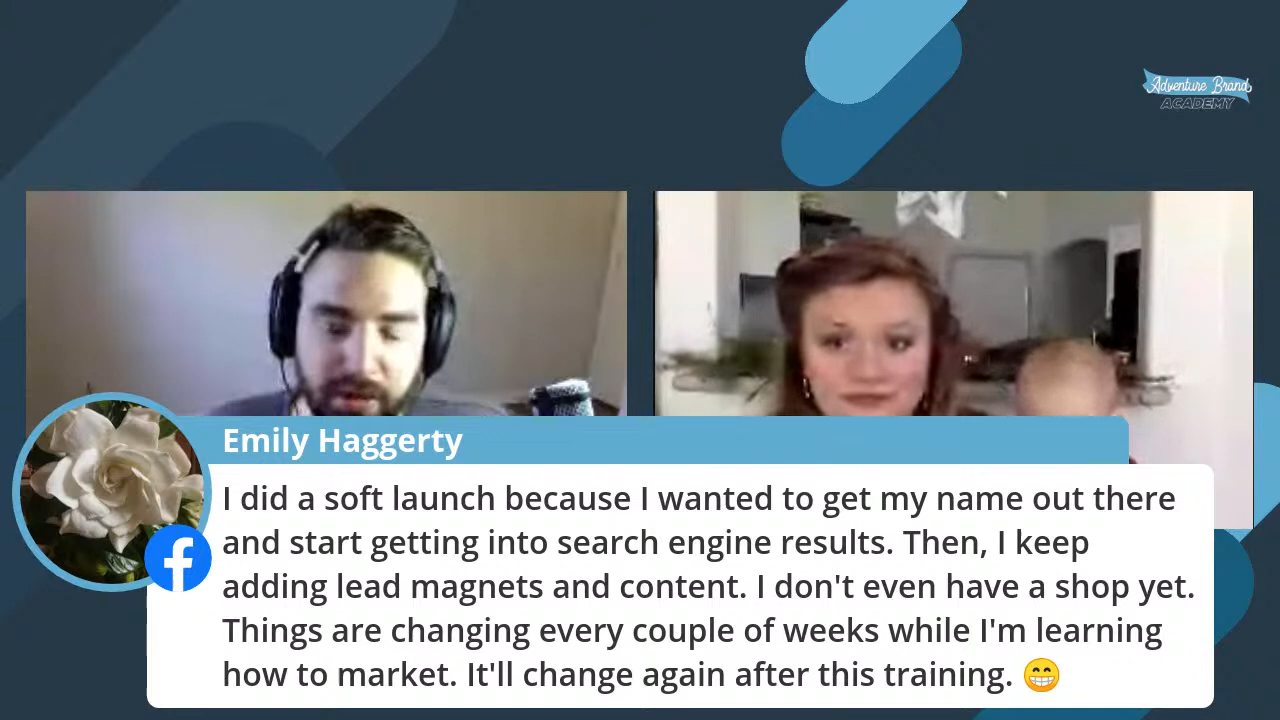 Adventure Brand
ACADEMY
Emily Haggerty
I did a soft launch because I wanted to get my name out there
and start getting into search engine results. Then, I keep
adding lead magnets and content. I don't even have a shop yet.
Things are changing every couple of weeks while I'm learning
how to market. It'll change again after this training. 😁